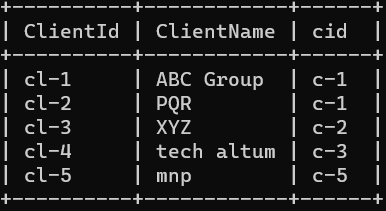 +----------+------------+------+
| ClientId | ClientName | cid  |
+----------+------------+------+
| cl-1     | ABC Group  | c-1  |
| cl-2     | PQR        | c-1  |
| cl-3     | XYZ        | c-2  |
| cl-4     | tech altum | c-3  |
| cl-5     | mnp        | c-5  |
+----------+------------+------+